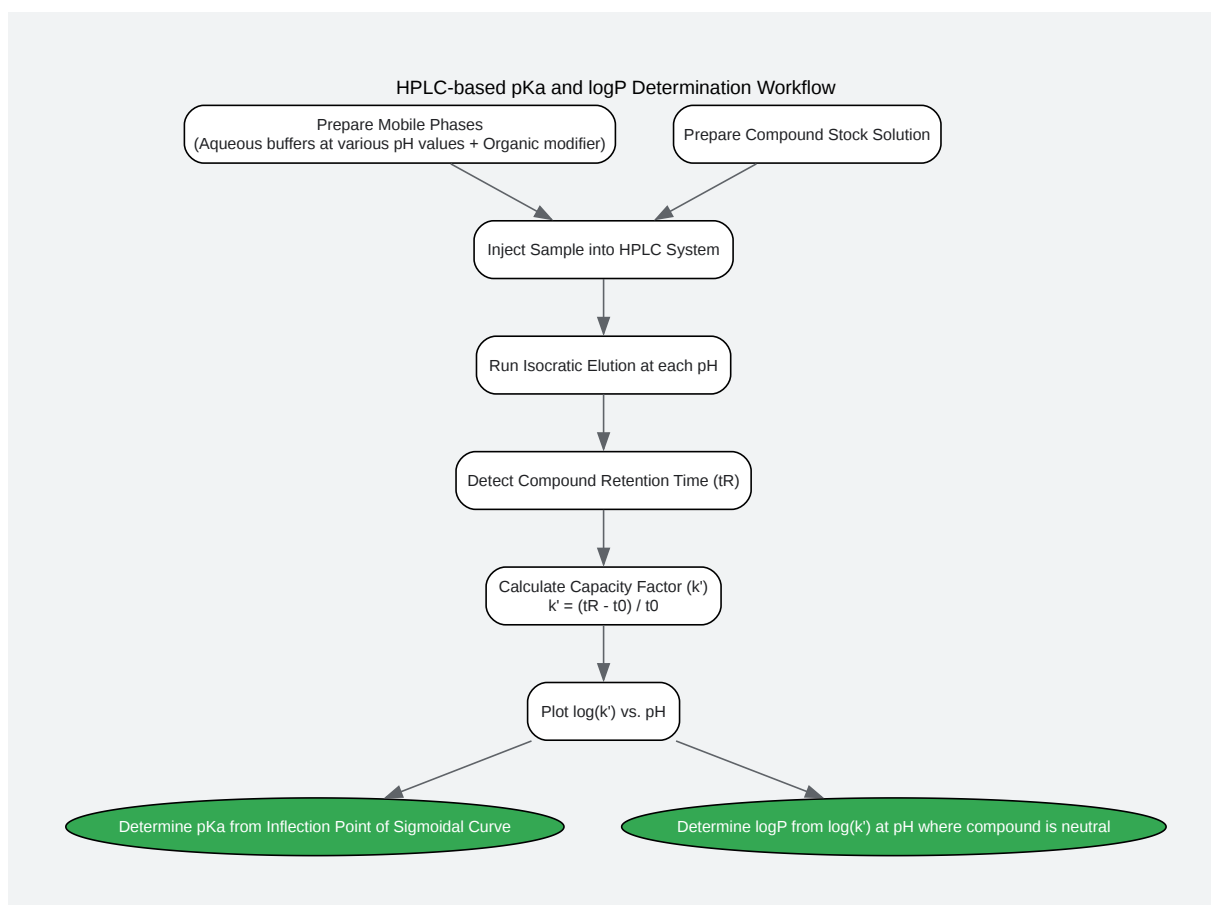 HPLC-based pKa and logP Determination Workflow
Prepare Mobile Phases
(Aqueous buffers at various pH values + Organic modifier)
Prepare Compound Stock Solution
Inject Sample into HPLC System
Run Isocratic Elution at each pH
Detect Compound Retention Time (tR)
Calculate Capacity Factor (k')
k' = (tR - t0) / t0
Plot log(k') vs. pH
Determine pKa from Inflection Point of Sigmoidal Curve
Determine logP from log(k') at pH where compound is neutral